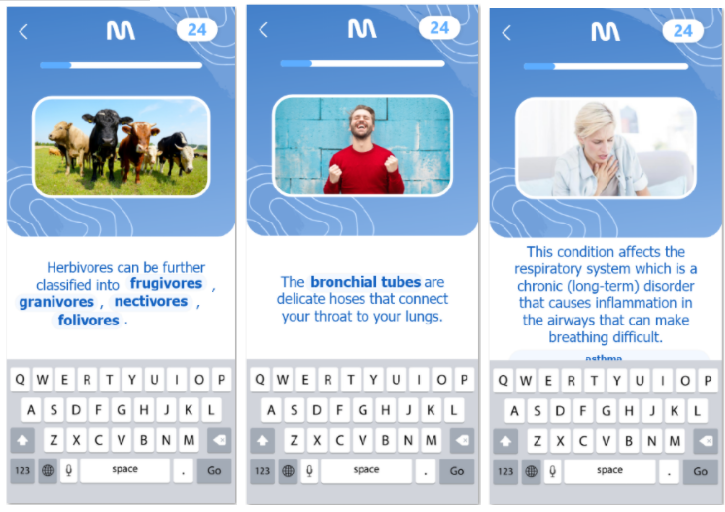 24
Herbivores can be further
classified into frugivores ,
granivores , nectivores ,
folivores .
Q W E R T Y U I O P
A S D F G H J K L
Z X C V B N M
123 space . Go
24
The bronchial tubes are
delicate hoses that connect
your throat to your lungs.
Q W E R T Y U I O P
A S D F G H J K L
Z X C V B N M
123 space . Go
24
This condition affects the
respiratory system which is a
chronic (long-term) disorder
that causes inflammation in
the airways that can make
breathing difficult.
asthma
Q W E R T Y U I O P
A S D F G H J K L
Z X C V B N M
123 space . Go